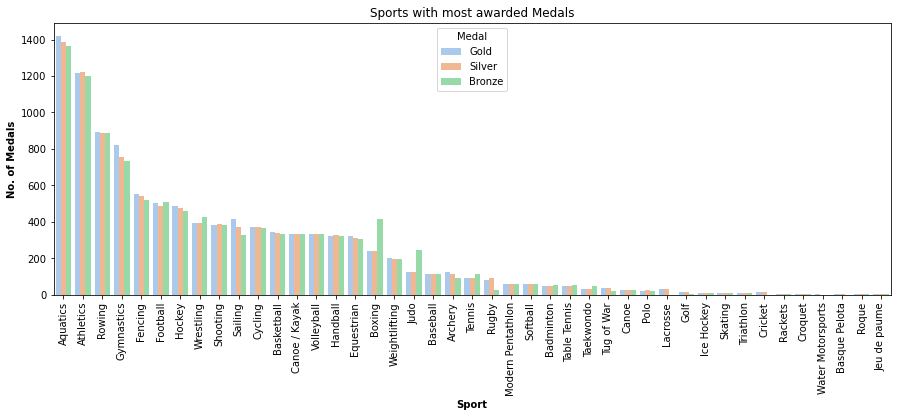 Sports with most awarded Medals
Medal
Gold
Silver
Bronze
No. of Medals
1400
1200
1000
800
600
400
200
0
Aquatics
Athletics
Rowing
Gymnastics
Fencing
Football
Hockey
Wrestling
Shooting
Sailing
Cycling
Basketball
Canoe / Kayak
Volleyball
Handball
Equestrian
Boxing
Weightlifting
Judo
Baseball
Archery
Tennis
Rugby
Modern Pentathlon
Softball
Badminton
Table Tennis
Taekwondo
Tug of War
Canoe
Polo
Lacrosse
Golf
Ice Hockey
Skating
Triathlon
Cricket
Rackets
Croquet
Water Motorsports
Basque Pelota
Roque
Jeu de paume
Sport